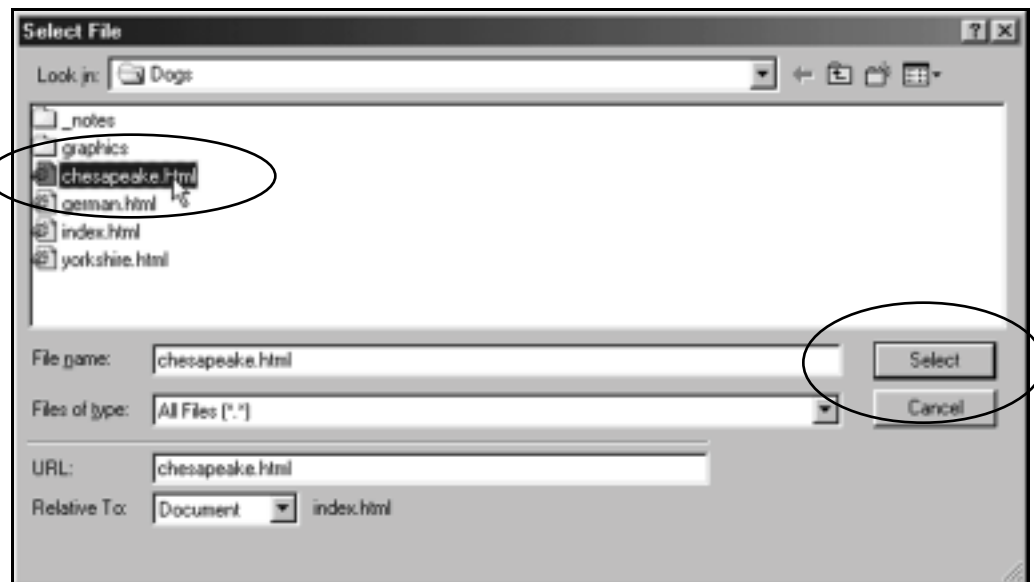 Select File
Look in: Dogs
_notes
graphics
chesapeake.html
german.html
index.html
yorkshire.html
File name: chesapeake.html Select
Files of type: All Files (*.*) Cancel
URL: chesapeake.html
Relative To: Document index.html